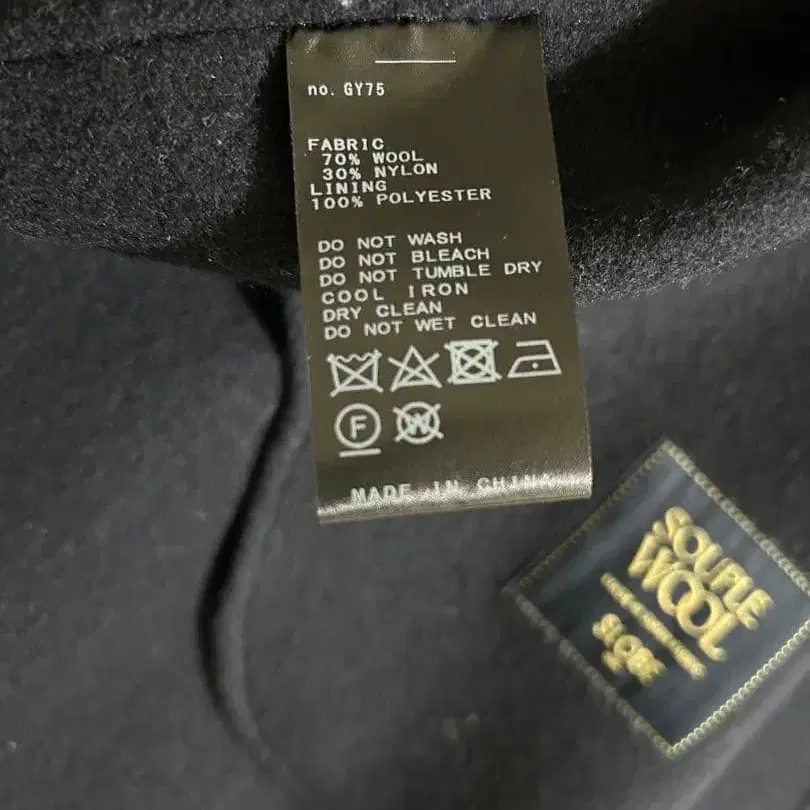 no. GY75
FABRIC
70% WOOL
30% NYLON
LINING
100% POLYESTER
DO NOT WASH
DO NOT BLEACH
DO NOT TUMBLE DRY
COOL IRON
DRY CLEAN
DO NOT WET CLEAN
F
W
MADE IN CHINA
WOOL